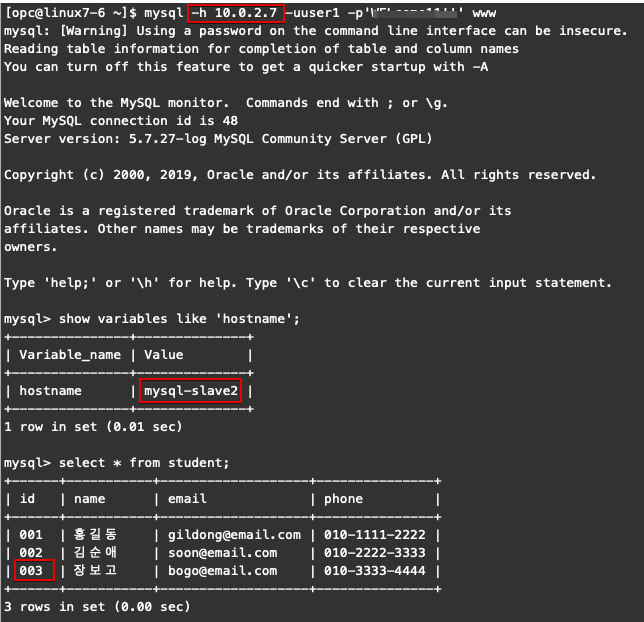 [opc@linux7-6 ~]$ mysql -h 10.0.2.7 -uuser1 -p' www
mysql: [Warning] Using a password on the command line interface can be insecure.
Reading table information for completion of table and column names
You can turn off this feature to get a quicker startup with -A
Welcome to the MySQL monitor.  Commands end with ; or \g.
Your MySQL connection id is 48
Server version: 5.7.27-log MySQL Community Server (GPL)
Copyright (c) 2000, 2019, Oracle and/or its affiliates. All rights reserved.
Oracle is a registered trademark of Oracle Corporation and/or its
affiliates. Other names may be trademarks of their respective
owners.
Type 'help;' or '\h' for help. Type '\c' to clear the current input statement.
mysql> show variables like 'hostname';
+---------------+--------------+
| Variable_name | Value        |
+---------------+--------------+
| hostname      | mysql-slave2 |
+---------------+--------------+
1 row in set (0.01 sec)
mysql> select * from student;
+------+-----------+-------------------+---------------+
| id   | name      | email             | phone         |
+------+-----------+-------------------+---------------+
| 001  | 홍길동 | gildong@email.com | 010-1111-2222 |
| 002  | 김순애 | soon@email.com    | 010-2222-3333 |
| 003  | 장보고 | bogo@email.com    | 010-3333-4444 |
+------+-----------+-------------------+---------------+
3 rows in set (0.00 sec)